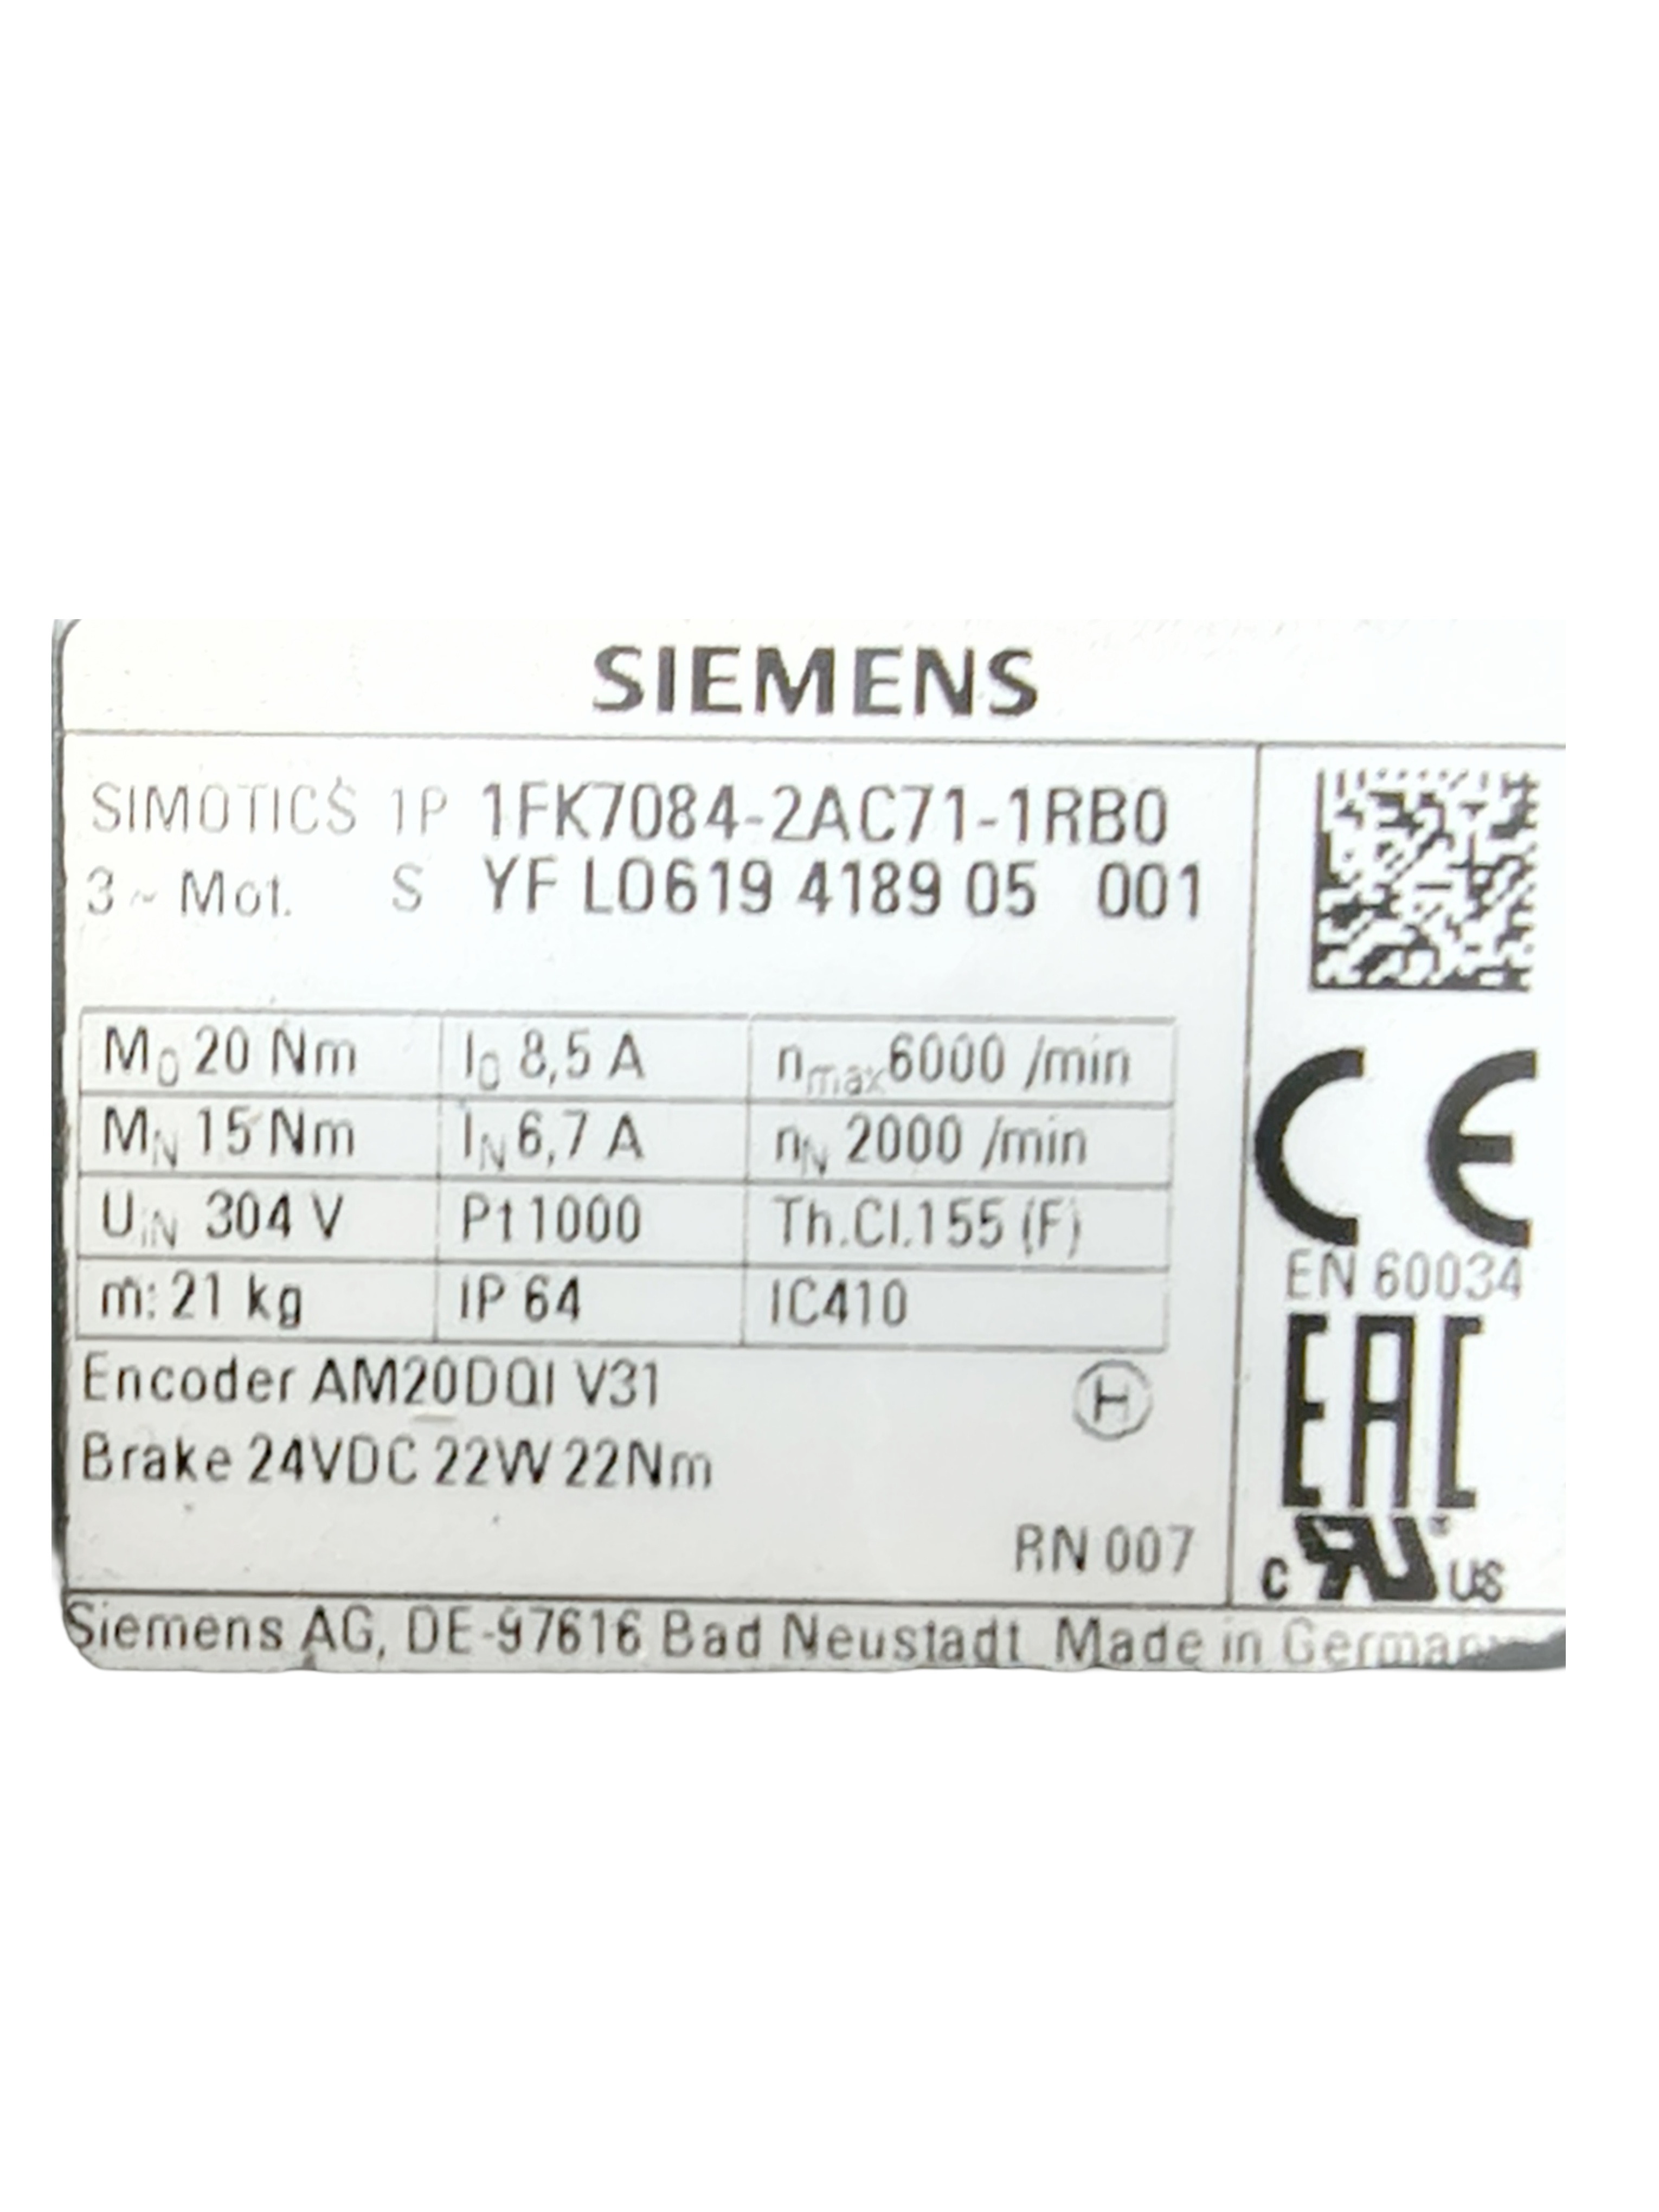 SIEMENS
SIMOTICS 1P 1FK7084-2AC71-1RB0
3 ~ Mot. S YF L0619 4189 05 001
M0 20 Nm I0 8,5 A nmax 6000 /min
MN 15 Nm IN 6,7 A nN 2000 /min
UiN 304 V Pt1000 Th.Cl.155 (F)
m: 21 kg IP 64 IC410
Encoder AM20DQI V31 H
Brake 24VDC 22W 22Nm
RN 007
CE
EN 60034
EAC
c RU ® US
Siemens AG, DE-97616 Bad Neustadt Made in Germany